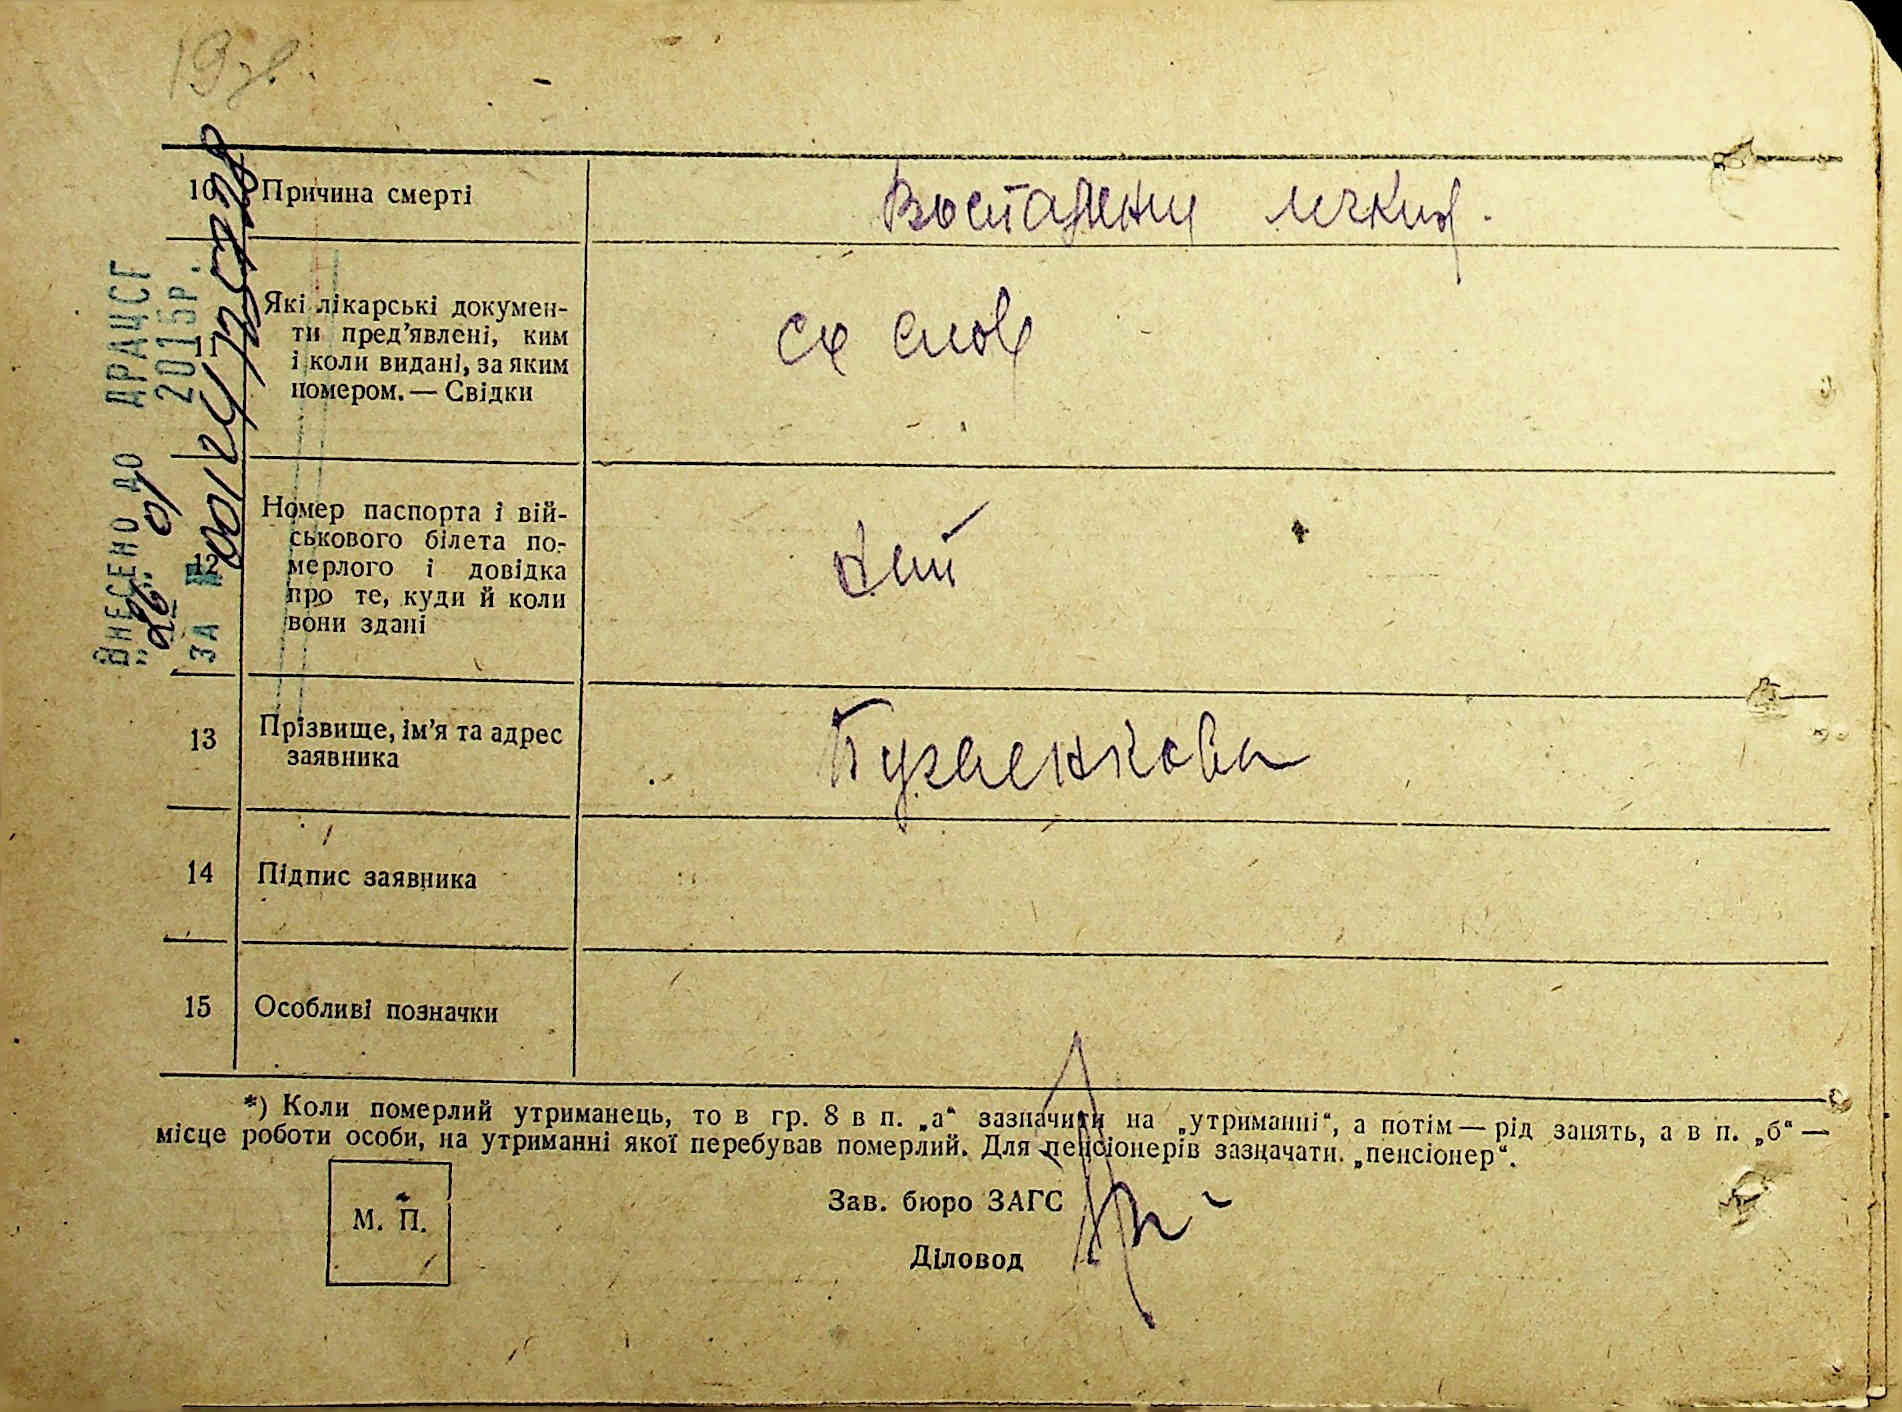 10 Причина смерті
Які лікарські докумен-
ти пред’явлені, ким
і коли видані, за яким
номером. — Свідки
12
Номер паспорта і вій-
ськового білета по-
мерлого і довідка
про те, куди й коли
вони здані
13 Прізвище, ім’я та адрес
заявника
14 Підпис заявника
15 Особливі позначки
*) Коли померлий утриманець, то в гр. 8 в п. „а“ зазначити на „утриманні“, а потім — рід занять, а в п. „б“ —
місце роботи особи, на утриманні якої перебував померлий. Для пенсіонерів зазначати „пенсіонер“.
М. П.
Зав. бюро ЗАГС
Діловод
ВНЕСЕНО ДО ДРАЦСГ
2015Р.
ЗА №